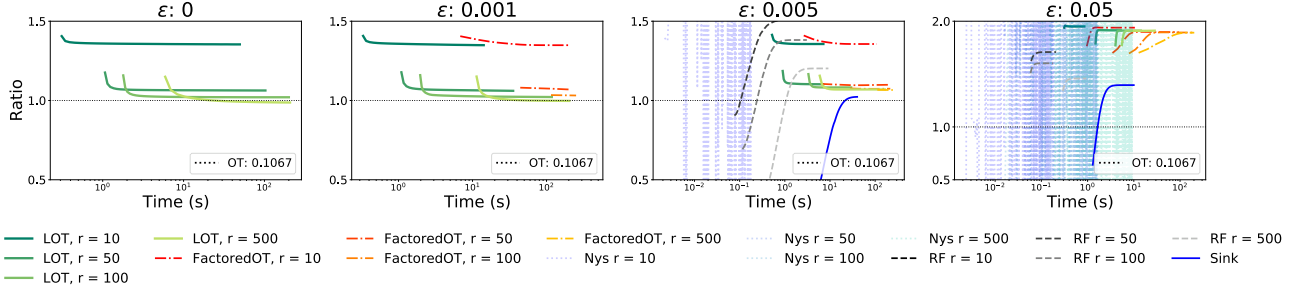 ε: 0
ε: 0.001
ε: 0.005
ε: 0.05
Ratio
1.5
1.0
0.5
OT: 0.1067
10⁰
10¹
10²
Time (s)
1.5
1.0
0.5
OT: 0.1067
10⁰
10¹
10²
Time (s)
1.5
1.0
0.5
OT: 0.1067
10⁻²
10⁻¹
10⁰
10¹
10²
Time (s)
2.0
1.0
0.5
OT: 0.1067
10⁻²
10⁻¹
10⁰
10¹
10²
Time (s)
LOT, r = 10
LOT, r = 50
LOT, r = 100
LOT, r = 500
FactoredOT, r = 10
FactoredOT, r = 50
FactoredOT, r = 100
FactoredOT, r = 500
Nys r = 10
Nys r = 50
Nys r = 100
Nys r = 500
RF r = 10
RF r = 50
RF r = 100
RF r = 500
Sink